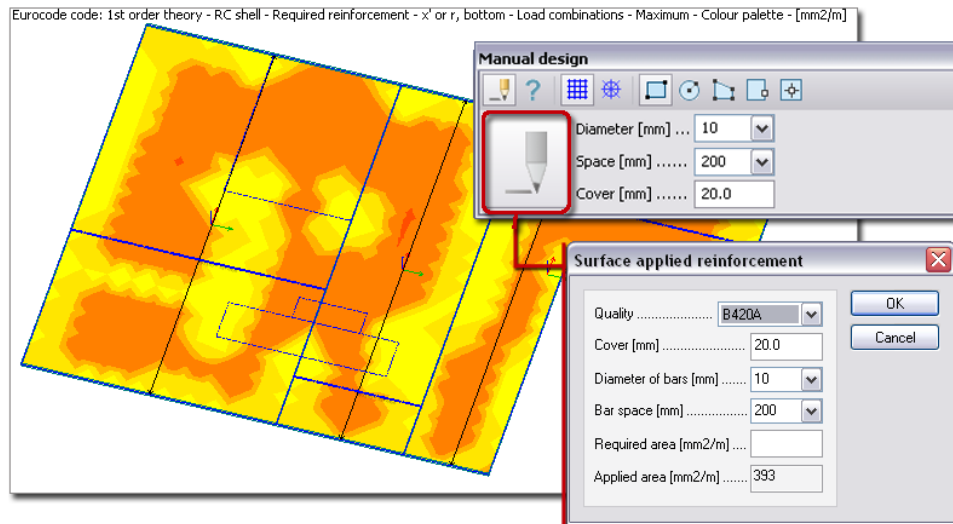 Eurocode code: 1st order theory - RC shell - Required reinforcement - x' or r, bottom - Load combinations - Maximum - Colour palette - [mm2/m]
Manual design
?
Diameter [mm] ... 10
Space [mm] ...... 200
Cover [mm] ...... 20.0
Surface applied reinforcement
Quality ..................... B420A
OK
Cover [mm] ....................... 20.0
Cancel
Diameter of bars [mm] ...... 10
Bar space [mm] ................. 200
Required area [mm2/m] ....
Applied area [mm2/m] ....... 393